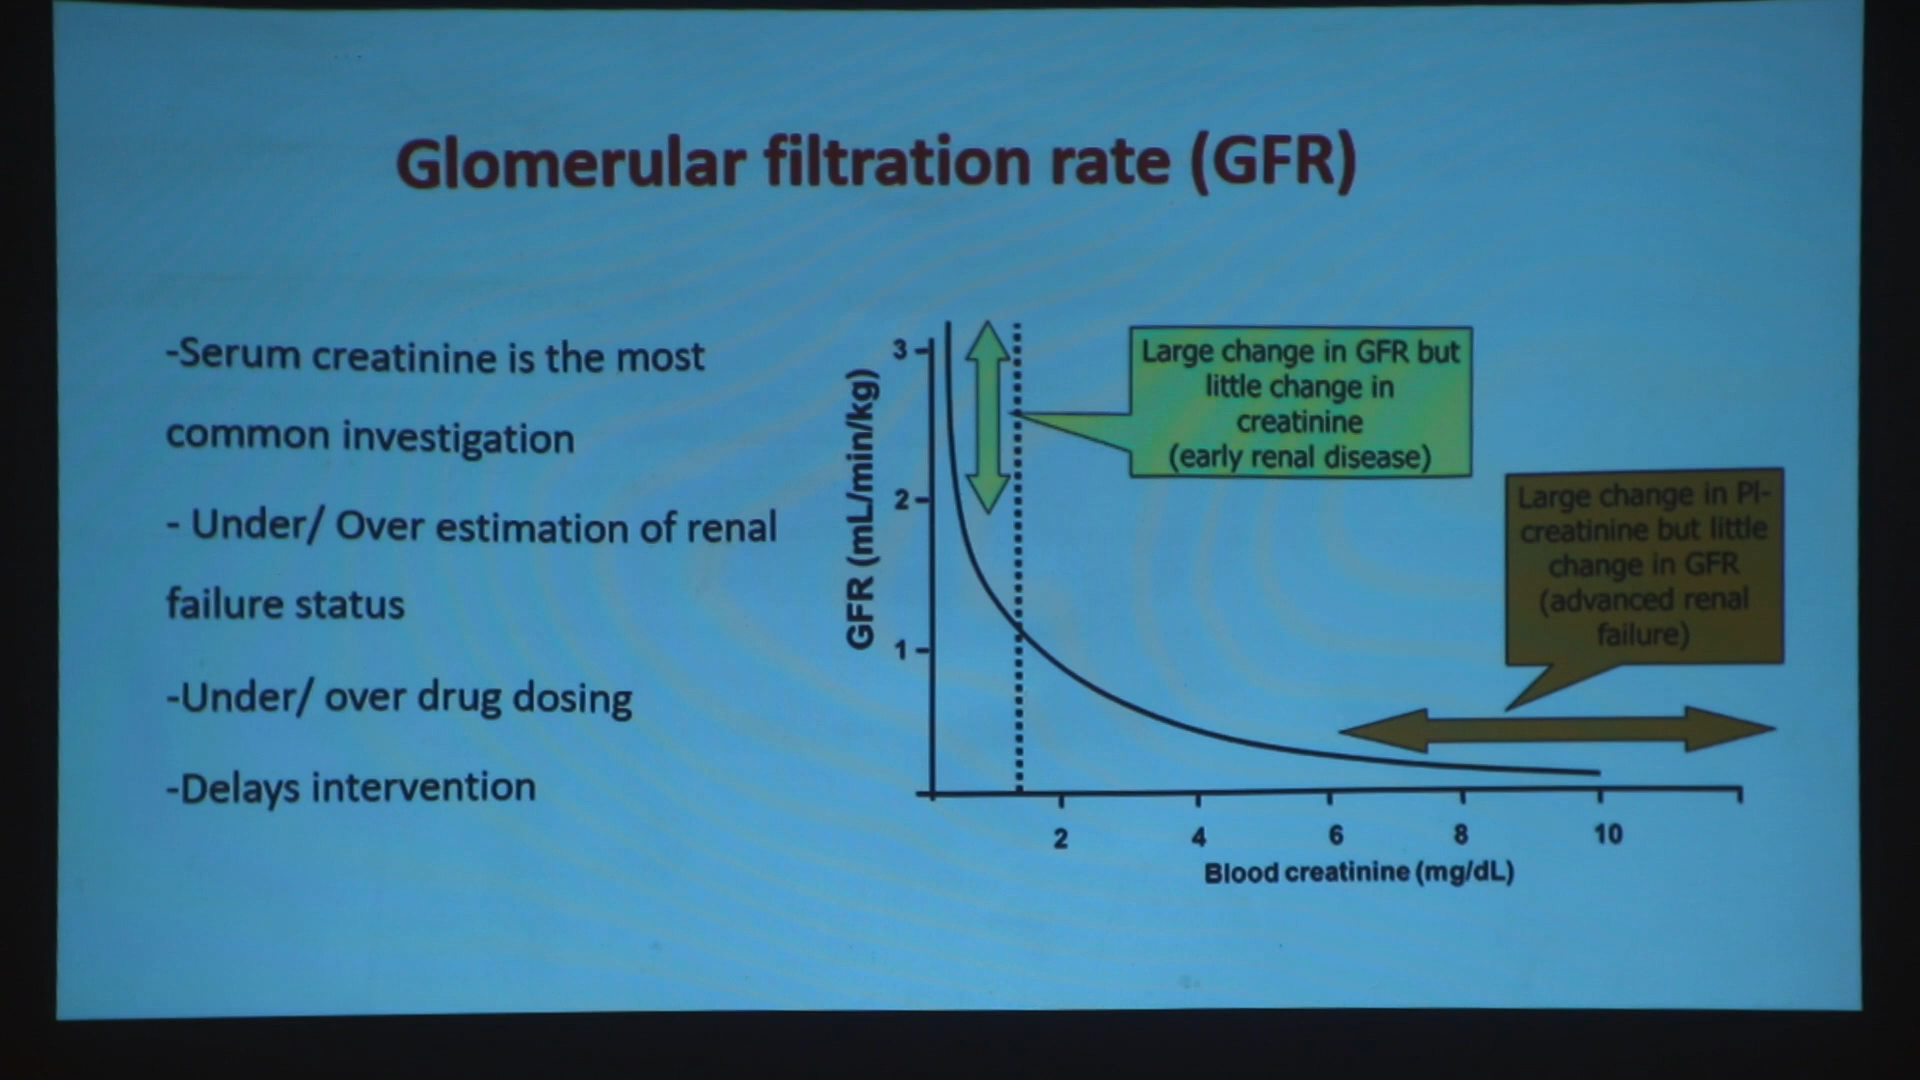 Glomerular filtration rate (GFR)
-Serum creatinine is the most
common investigation
- Under/ Over estimation of renal
failure status
-Under/ over drug dosing
-Delays intervention
GFR (mL/min/kg)
3
2
1
Large change in GFR but
little change in
creatinine
(early renal disease)
Large change in Pl-
creatinine but little
change in GFR
(advanced renal
failure)
2 4 6 8 10
Blood creatinine (mg/dL)